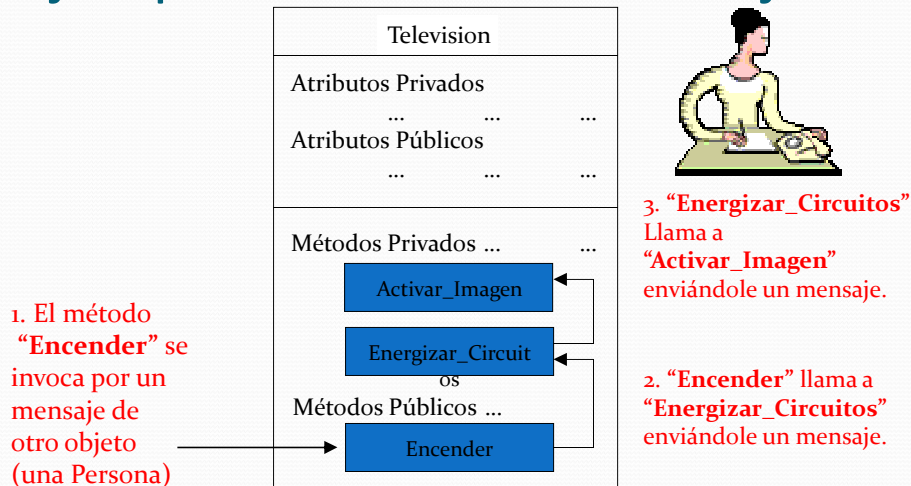 Television
Atributos Privados
... ... ...
Atributos Públicos
... ... ...
Métodos Privados ... ...
Activar_Imagen
Energizar_Circuit
os
Métodos Públicos ...
Encender
1. El método
“Encender” se
invoca por un
mensaje de
otro objeto
(una Persona)
2. “Encender” llama a
“Energizar_Circuitos”
enviándole un mensaje.
3. “Energizar_Circuitos”
Llama a
“Activar_Imagen”
enviándole un mensaje.